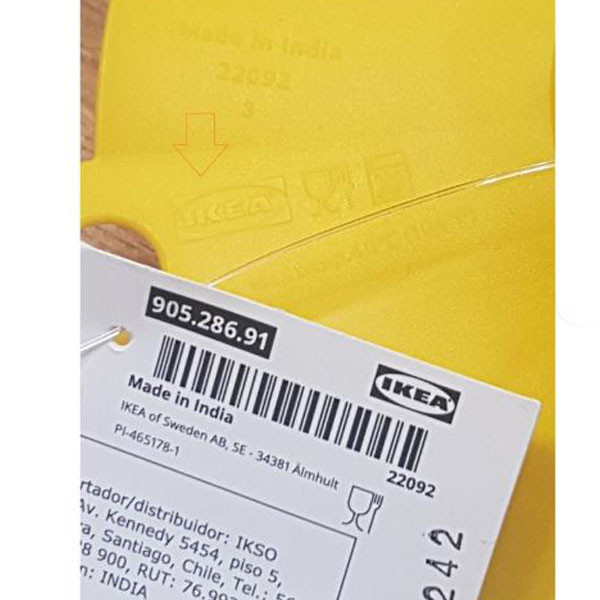 Made in India
22092
3
IKEA
905.286.91
IKEA
Made in India
IKEA of Sweden AB, SE - 34381 Älmhult
PI-465178-1
22092
rtador/distribuidor: IKSO
Av. Kennedy 5454, piso 5,
ra, Santiago, Chile, Tel.: 56
8 900, RUT: 76.99
n: INDIA
242